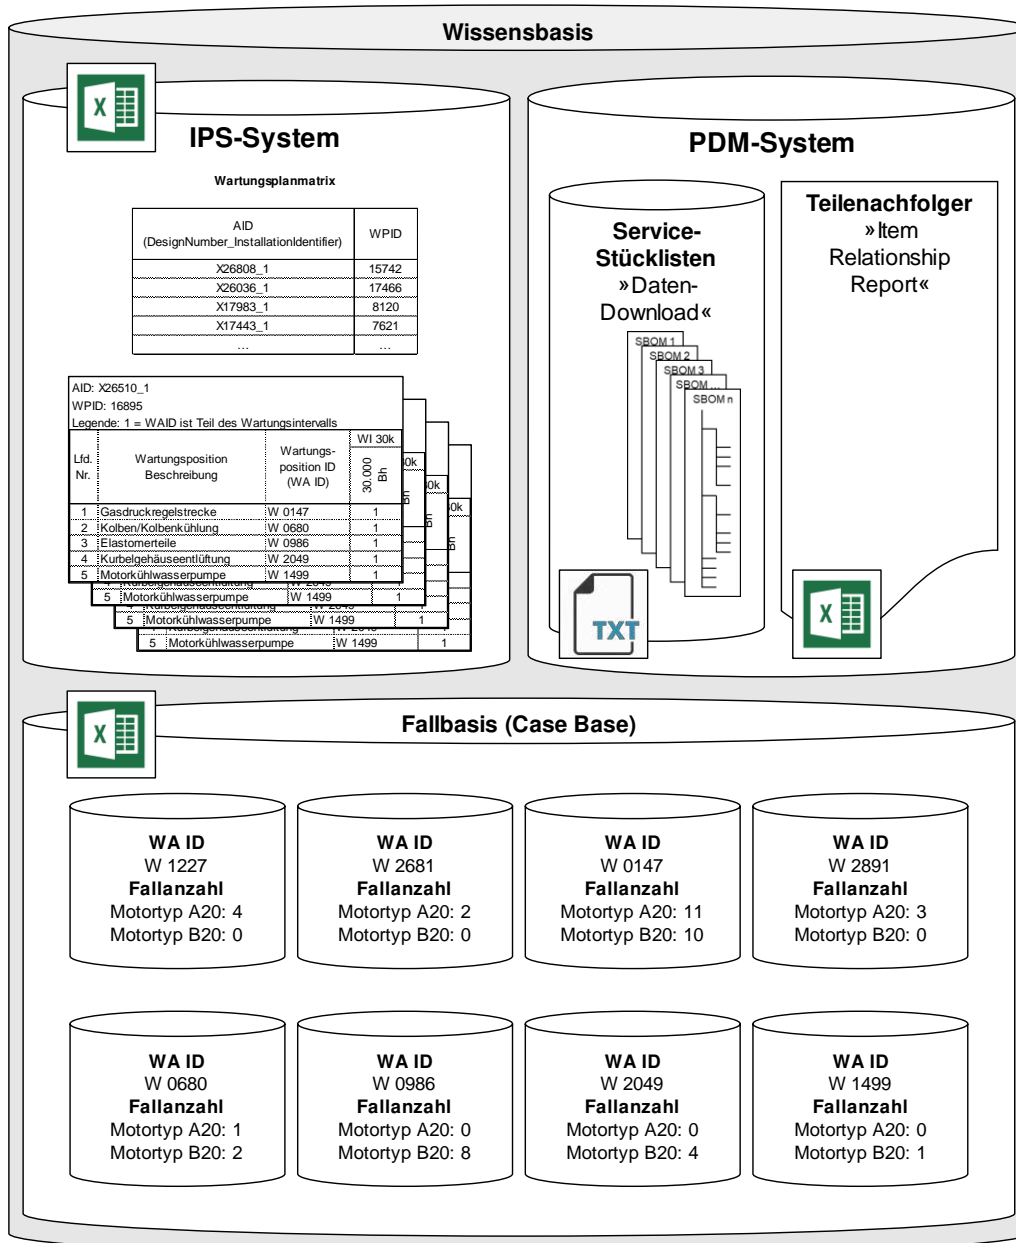 Wissensbasis
X
IPS-System
Wartungsplanmatrix
AID
(DesignNumber_InstallationIdentifier)
WPID
X26808_1 15742
X26036_1 17466
X17983_1 8120
X17443_1 7621
... ...
AID: X26510_1
WPID: 16895
Legende: 1 = WAID ist Teil des Wartungsintervalls
Lfd.
Nr.
Wartungsposition
Beschreibung
Wartungs-
position ID
(WA ID)
WI 30k
30.000
Bh
1 Gasdruckregelstrecke W 0147 1
2 Kolben/Kolbenkühlung W 0680 1
3 Elastomerteile W 0986 1
4 Kurbelgehäuseentlüftung W 2049 1
5 Motorkühlwasserpumpe W 1499 1
30k
Bh
5 Motorkühlwasserpumpe W 1499 1
30k
Bh
5 Motorkühlwasserpumpe W 1499 1
30k
Bh
5 Motorkühlwasserpumpe W 1499 1
PDM-System
Service-
Stücklisten
»Daten-
Download«
SBOM 1
SBOM 2
SBOM 3
SBOM ...
SBOM n
TXT
Teilenachfolger
»Item
Relationship
Report«
X
X
Fallbasis (Case Base)
WA ID
W 1227
Fallanzahl
Motortyp A20: 4
Motortyp B20: 0
WA ID
W 2681
Fallanzahl
Motortyp A20: 2
Motortyp B20: 0
WA ID
W 0147
Fallanzahl
Motortyp A20: 11
Motortyp B20: 10
WA ID
W 2891
Fallanzahl
Motortyp A20: 3
Motortyp B20: 0
WA ID
W 0680
Fallanzahl
Motortyp A20: 1
Motortyp B20: 2
WA ID
W 0986
Fallanzahl
Motortyp A20: 0
Motortyp B20: 8
WA ID
W 2049
Fallanzahl
Motortyp A20: 0
Motortyp B20: 4
WA ID
W 1499
Fallanzahl
Motortyp A20: 0
Motortyp B20: 1